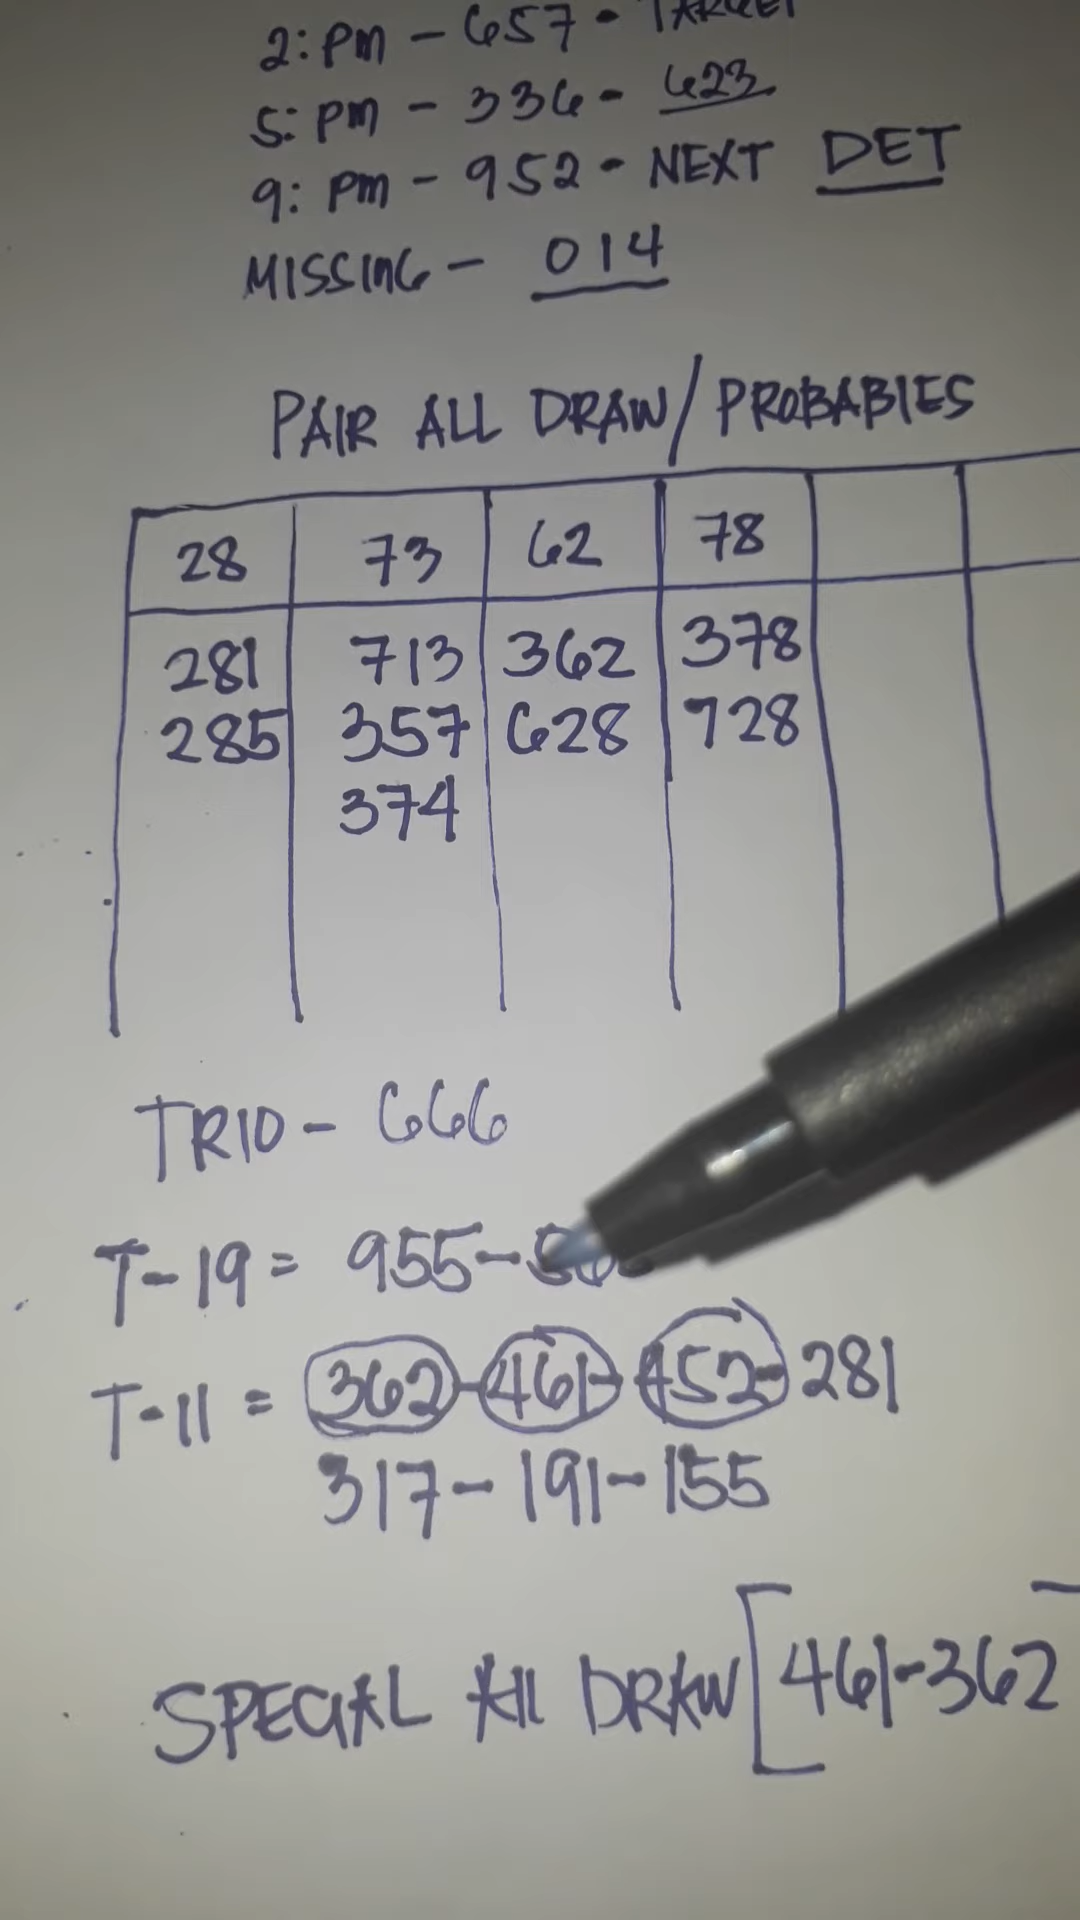 2: PM - 657 - TARGET
5: PM - 336 - 623
9: PM - 952 - NEXT DET
MISSING - 014
PAIR ALL DRAW / PROBABIES
28 73 62 78
281 713 362 378
285 357 628 728
374
TRIO - 666
T-19 = 955 -
T-11 = 362 - 461 - 452 - 281
317 - 191 - 155
SPECIAL All DRAW [461-362